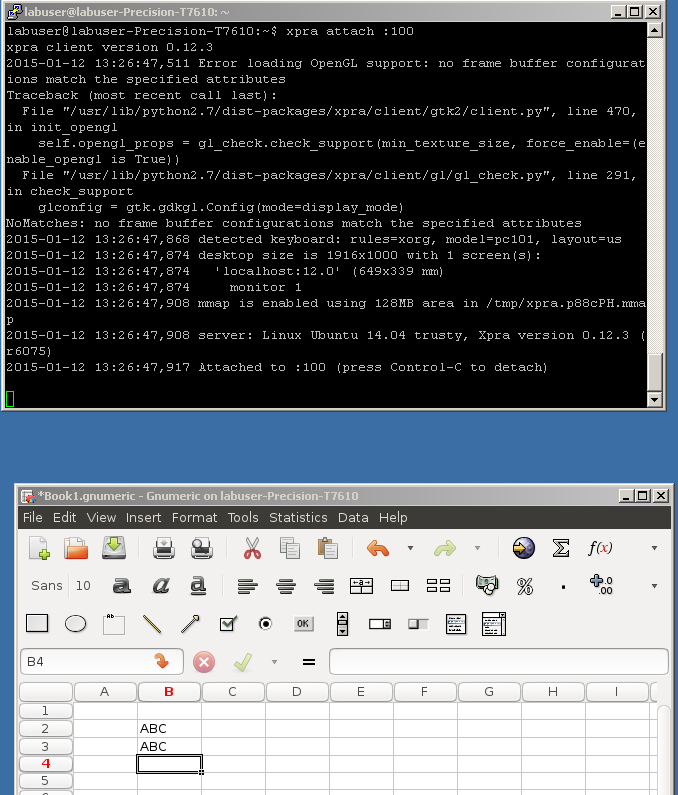 labuser@labuser-Precision-T7610: ~
labuser@labuser-Precision-T7610:~$ xpra attach :100
xpra client version 0.12.3
2015-01-12 13:26:47,511 Error loading OpenGL support: no frame buffer configurat
ions match the specified attributes
Traceback (most recent call last):
  File "/usr/lib/python2.7/dist-packages/xpra/client/gtk2/client.py", line 470,
in init_opengl
    self.opengl_props = gl_check.check_support(min_texture_size, force_enable=(e
nable_opengl is True))
  File "/usr/lib/python2.7/dist-packages/xpra/client/gl/gl_check.py", line 291,
in check_support
    glconfig = gtk.gdkgl.Config(mode=display_mode)
NoMatches: no frame buffer configurations match the specified attributes
2015-01-12 13:26:47,868 detected keyboard: rules=xorg, model=pc101, layout=us
2015-01-12 13:26:47,874 desktop size is 1916x1000 with 1 screen(s):
2015-01-12 13:26:47,874   'localhost:12.0' (649x339 mm)
2015-01-12 13:26:47,874     monitor 1
2015-01-12 13:26:47,908 mmap is enabled using 128MB area in /tmp/xpra.p88cPH.mma
p
2015-01-12 13:26:47,908 server: Linux Ubuntu 14.04 trusty, Xpra version 0.12.3 (
r6075)
2015-01-12 13:26:47,917 Attached to :100 (press Control-C to detach)
*Book1.gnumeric - Gnumeric on labuser-Precision-T7610
File Edit View Insert Format Tools Statistics Data Help
f(x)
Sans 10 a a a % .0 .00
Ab OK
B4 =
A B C D E F G H I
1
2 ABC
3 ABC
4
5